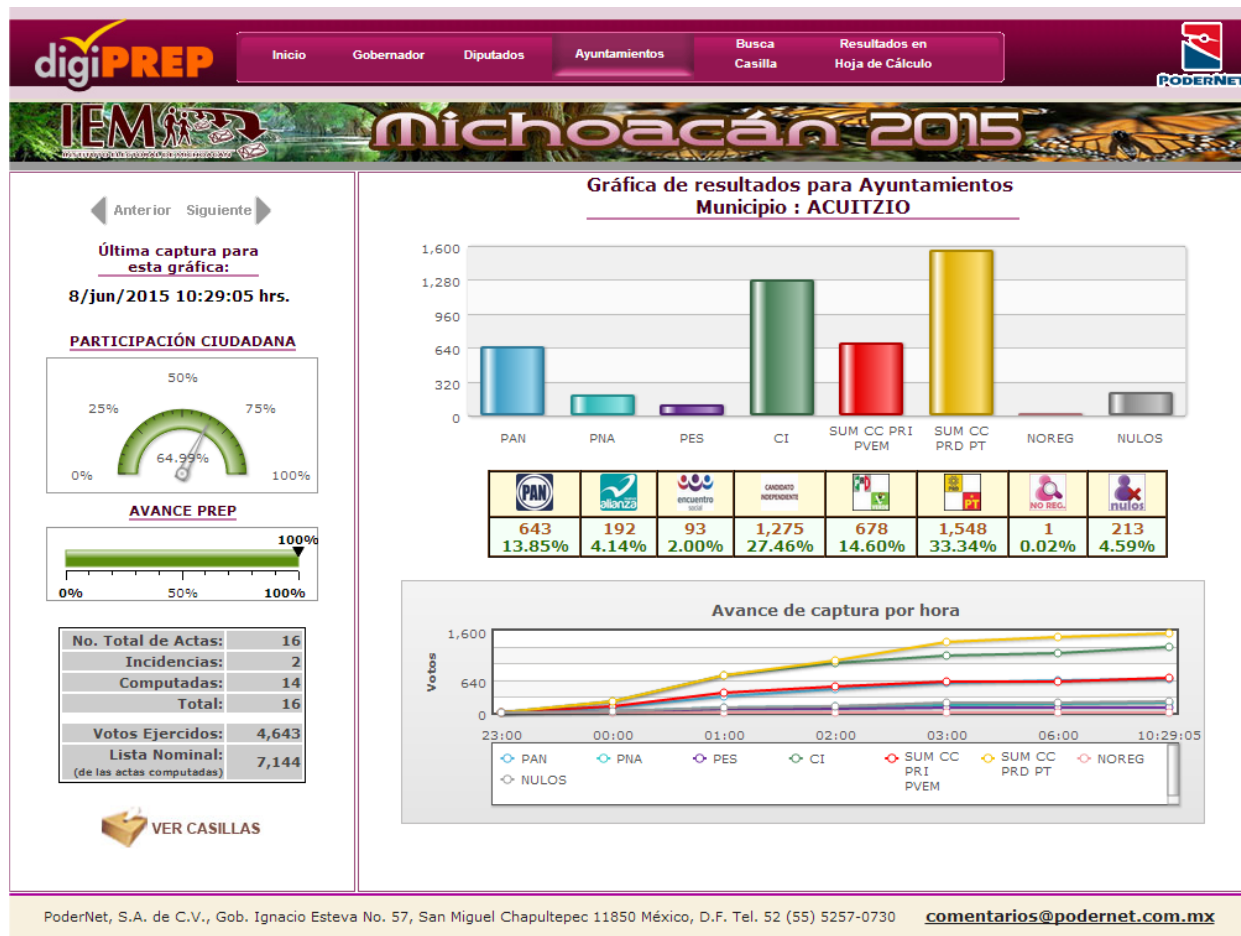 digiPREP
Inicio
Gobernador
Diputados
Ayuntamientos
Busca
Casilla
Resultados en
Hoja de Cálculo
PODERNET
IEM
INSTITUTO ELECTORAL DE MICHOACÁN
Michoacán 2015
Anterior Siguiente
Última captura para
esta gráfica:
8/jun/2015 10:29:05 hrs.
PARTICIPACIÓN CIUDADANA
50%
25% 75%
64.99%
0% 100%
AVANCE PREP
100%
0% 50% 100%
No. Total de Actas: 16
Incidencias: 2
Computadas: 14
Total: 16
Votos Ejercidos: 4,643
Lista Nominal: 7,144
(de las actas computadas)
VER CASILLAS
Gráfica de resultados para Ayuntamientos
Municipio : ACUITZIO
1,600
1,280
960
640
320
0
PAN PNA PES CI SUM CC PRI PVEM SUM CC PRD PT NOREG NULOS
PAN alianza encuentro social CANDIDATO INDEPENDIENTE PRI VERDE PRD PT NO REG. nulos
643 192 93 1,275 678 1,548 1 213
13.85% 4.14% 2.00% 27.46% 14.60% 33.34% 0.02% 4.59%
Avance de captura por hora
Votos
1,600
640
0
23:00 00:00 01:00 02:00 03:00 06:00 10:29:05
PAN PNA PES CI SUM CC PRI PVEM SUM CC PRD PT NOREG
NULOS
PoderNet, S.A. de C.V., Gob. Ignacio Esteva No. 57, San Miguel Chapultepec 11850 México, D.F. Tel. 52 (55) 5257-0730 comentarios@podernet.com.mx